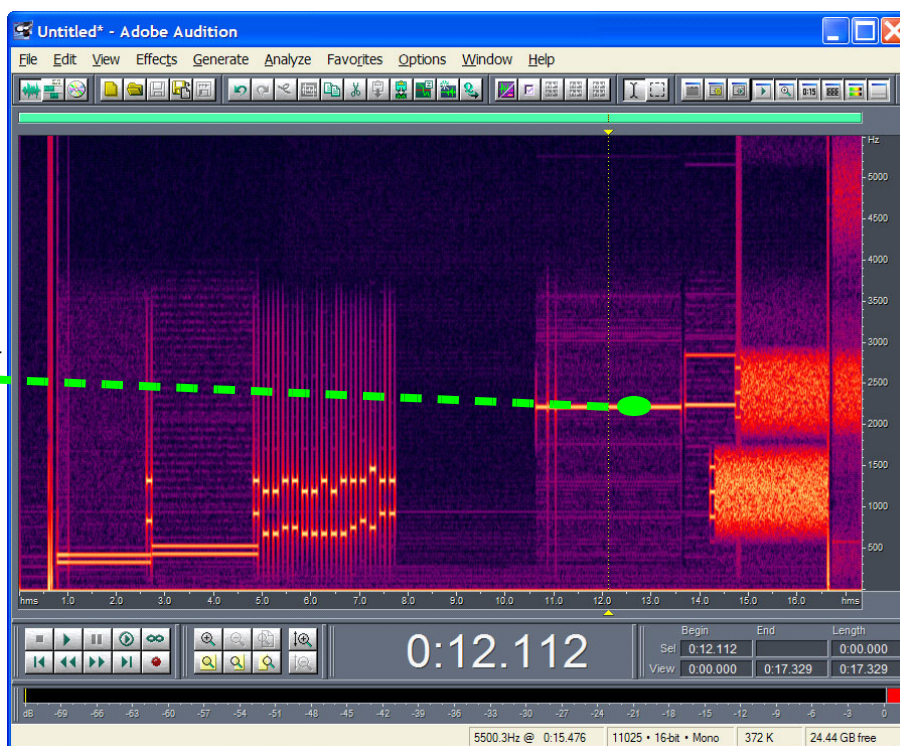 Untitled* - Adobe Audition
File Edit View Effects Generate Analyze Favorites Options Window Help
Hz
5000
4500
4000
3500
3000
2500
2000
1500
1000
500
hms 1.0 2.0 3.0 4.0 5.0 6.0 7.0 8.0 9.0 10.0 11.0 12.0 13.0 14.0 15.0 16.0 hms
0:12.112
Begin End Length
Sel 0:12.112 0:00.000
View 0:00.000 0:17.329 0:17.329
dB -69 -66 -63 -60 -57 -54 -51 -48 -45 -42 -39 -36 -33 -30 -27 -24 -21 -18 -15 -12 -9 -6 -3 0
5500.3Hz @ 0:15.476 11025 • 16-bit • Mono 372 K 24.44 GB free